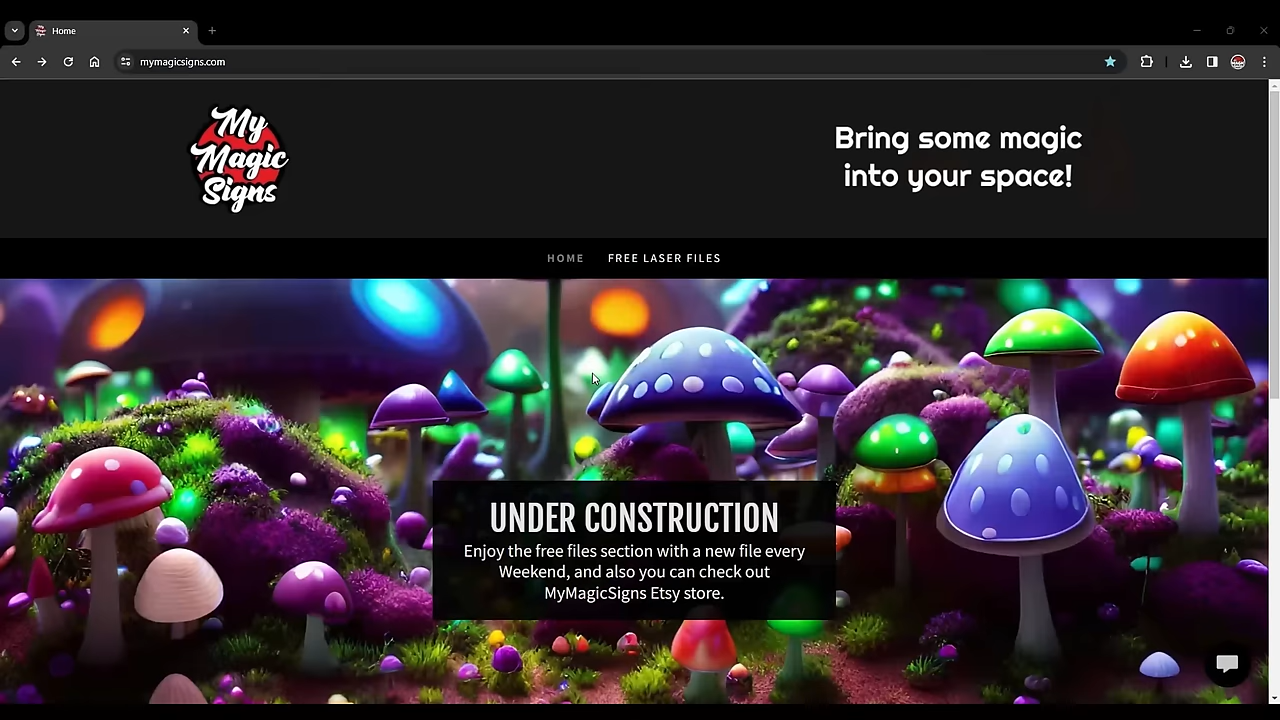 Home
mymagicsigns.com
My
Magic
Signs
Bring some magic
into your space!
HOME
FREE LASER FILES
UNDER CONSTRUCTION
Enjoy the free files section with a new file every
Weekend, and also you can check out
MyMagicSigns Etsy store.